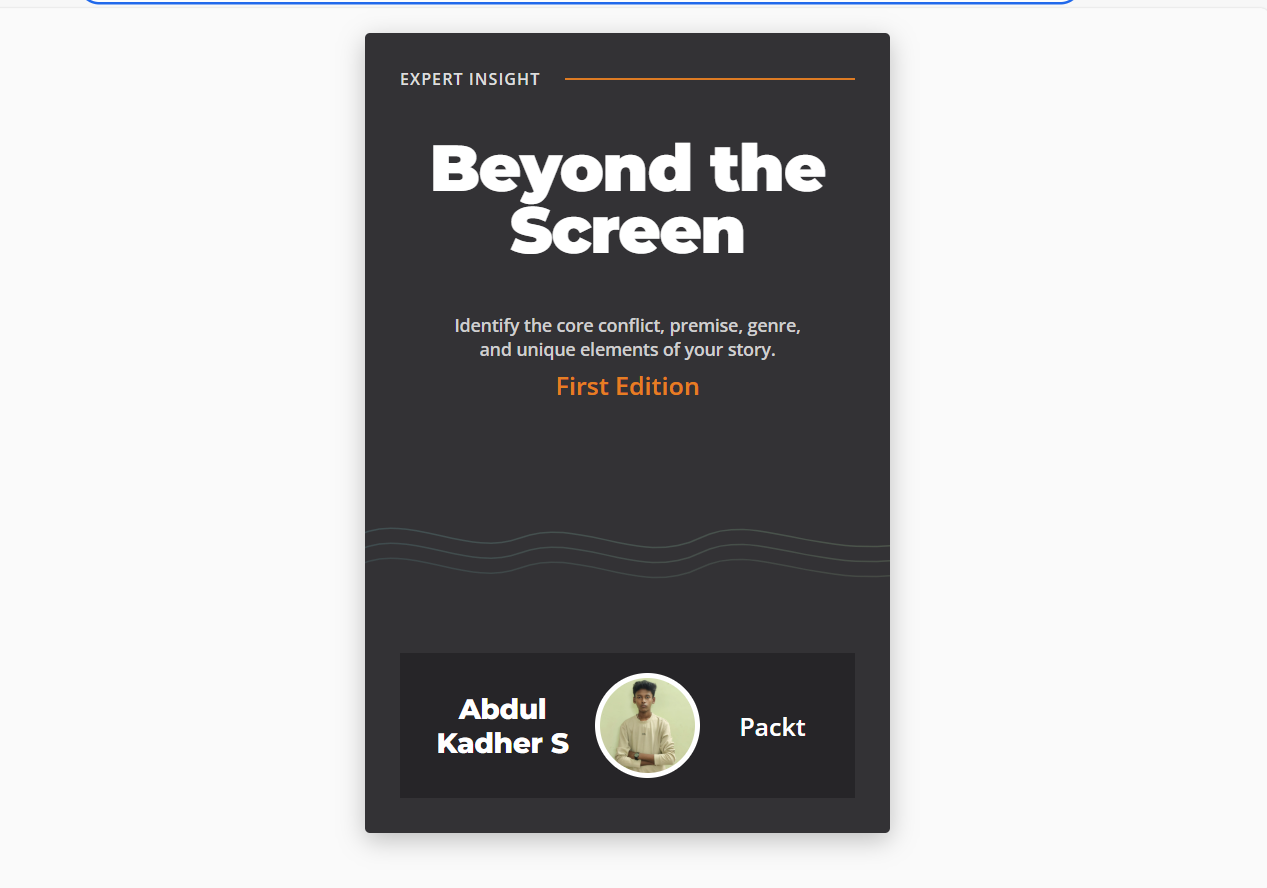 EXPERT INSIGHT
Beyond the
Screen
Identify the core conflict, premise, genre,
and unique elements of your story.
First Edition
Abdul
Kadher S
Packt